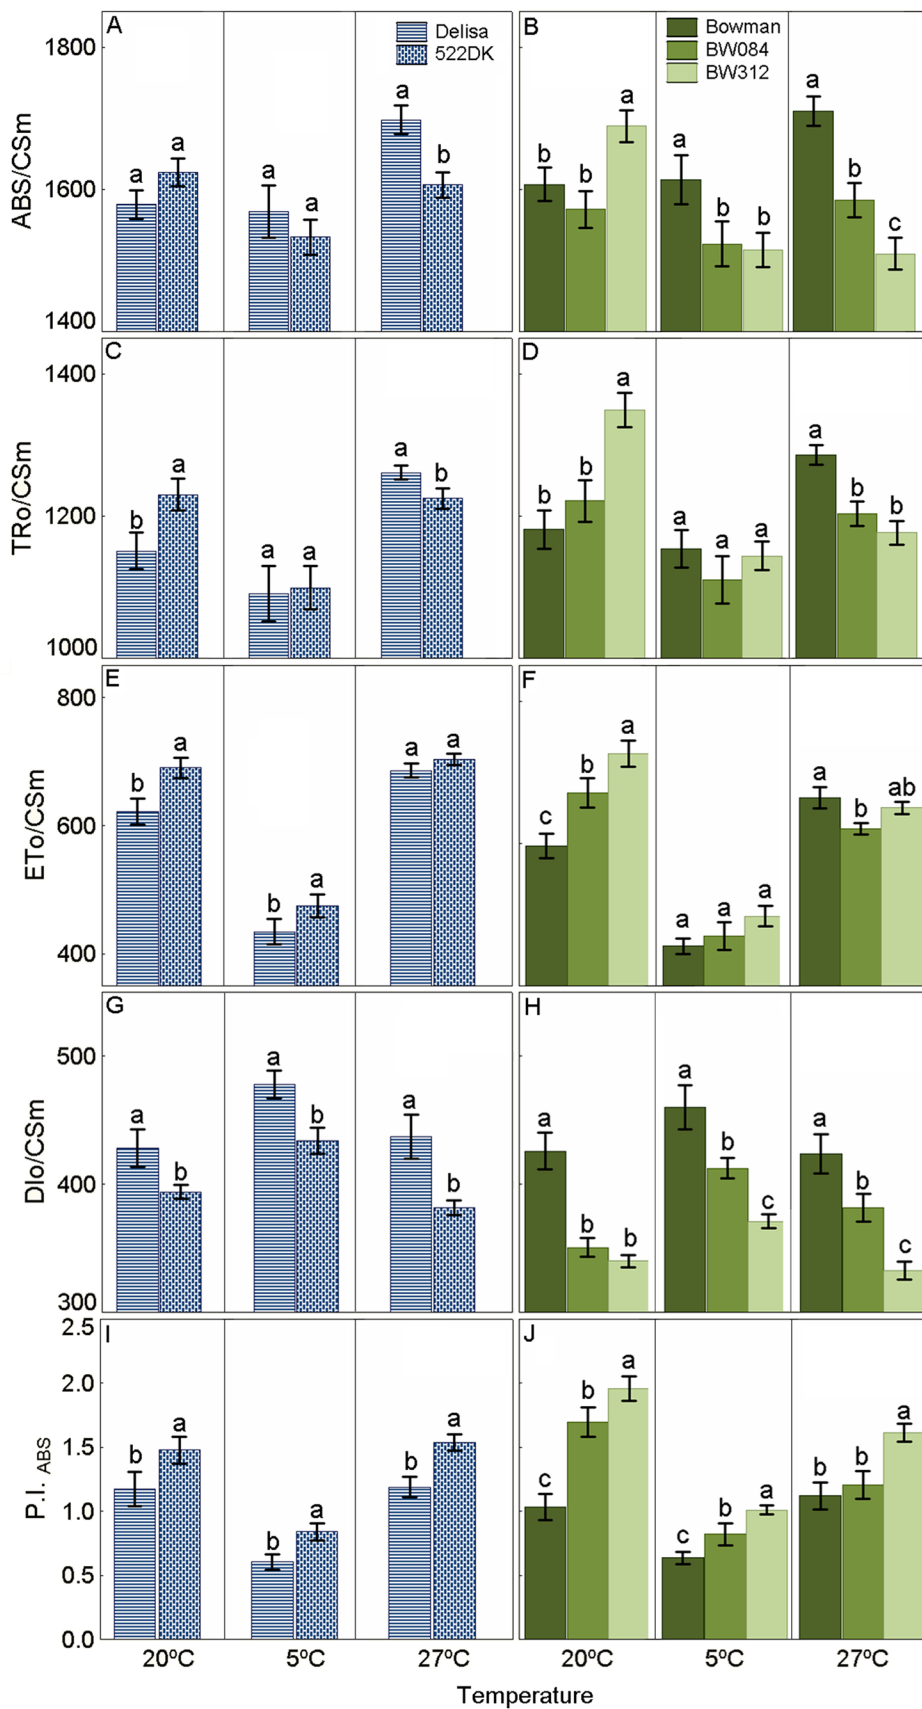 A
Delisa
522DK
B
Bowman
BW084
BW312
ABS/CSm
1800
1600
1400
a
a
a
a
a
b
b
b
a
a
b
b
a
b
c
C
D
TRo/CSm
1400
1200
1000
b
a
a
a
a
b
b
b
a
a
a
a
a
b
b
E
F
ETo/CSm
800
600
400
b
a
b
a
a
a
c
b
a
a
a
a
a
b
ab
G
H
DIo/CSm
500
400
300
a
b
a
b
a
b
a
b
b
a
b
c
a
b
c
I
J
P.I. ABS
2.5
2.0
1.5
1.0
0.5
0.0
b
a
b
a
b
a
c
b
a
c
b
a
b
b
a
20ºC 5ºC 27ºC 20ºC 5ºC 27ºC
Temperature